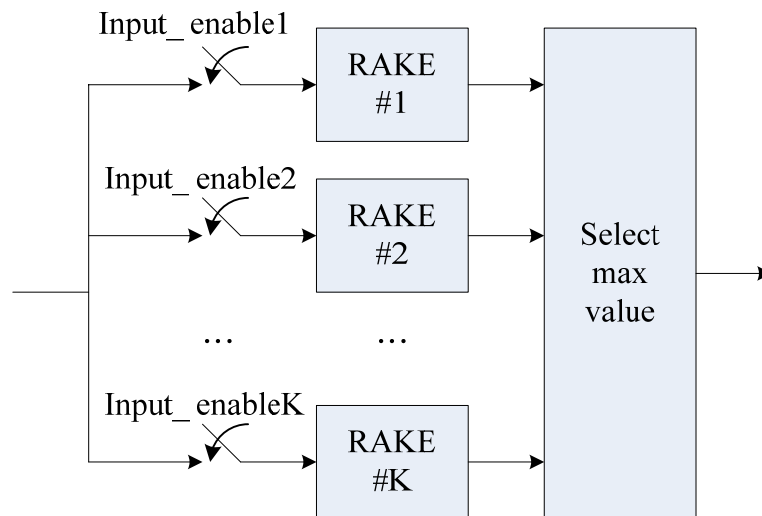 Input_ enable1
RAKE
#1
Input_ enable2
RAKE
#2
Select
max
value
... ...
Input_ enableK
RAKE
#K